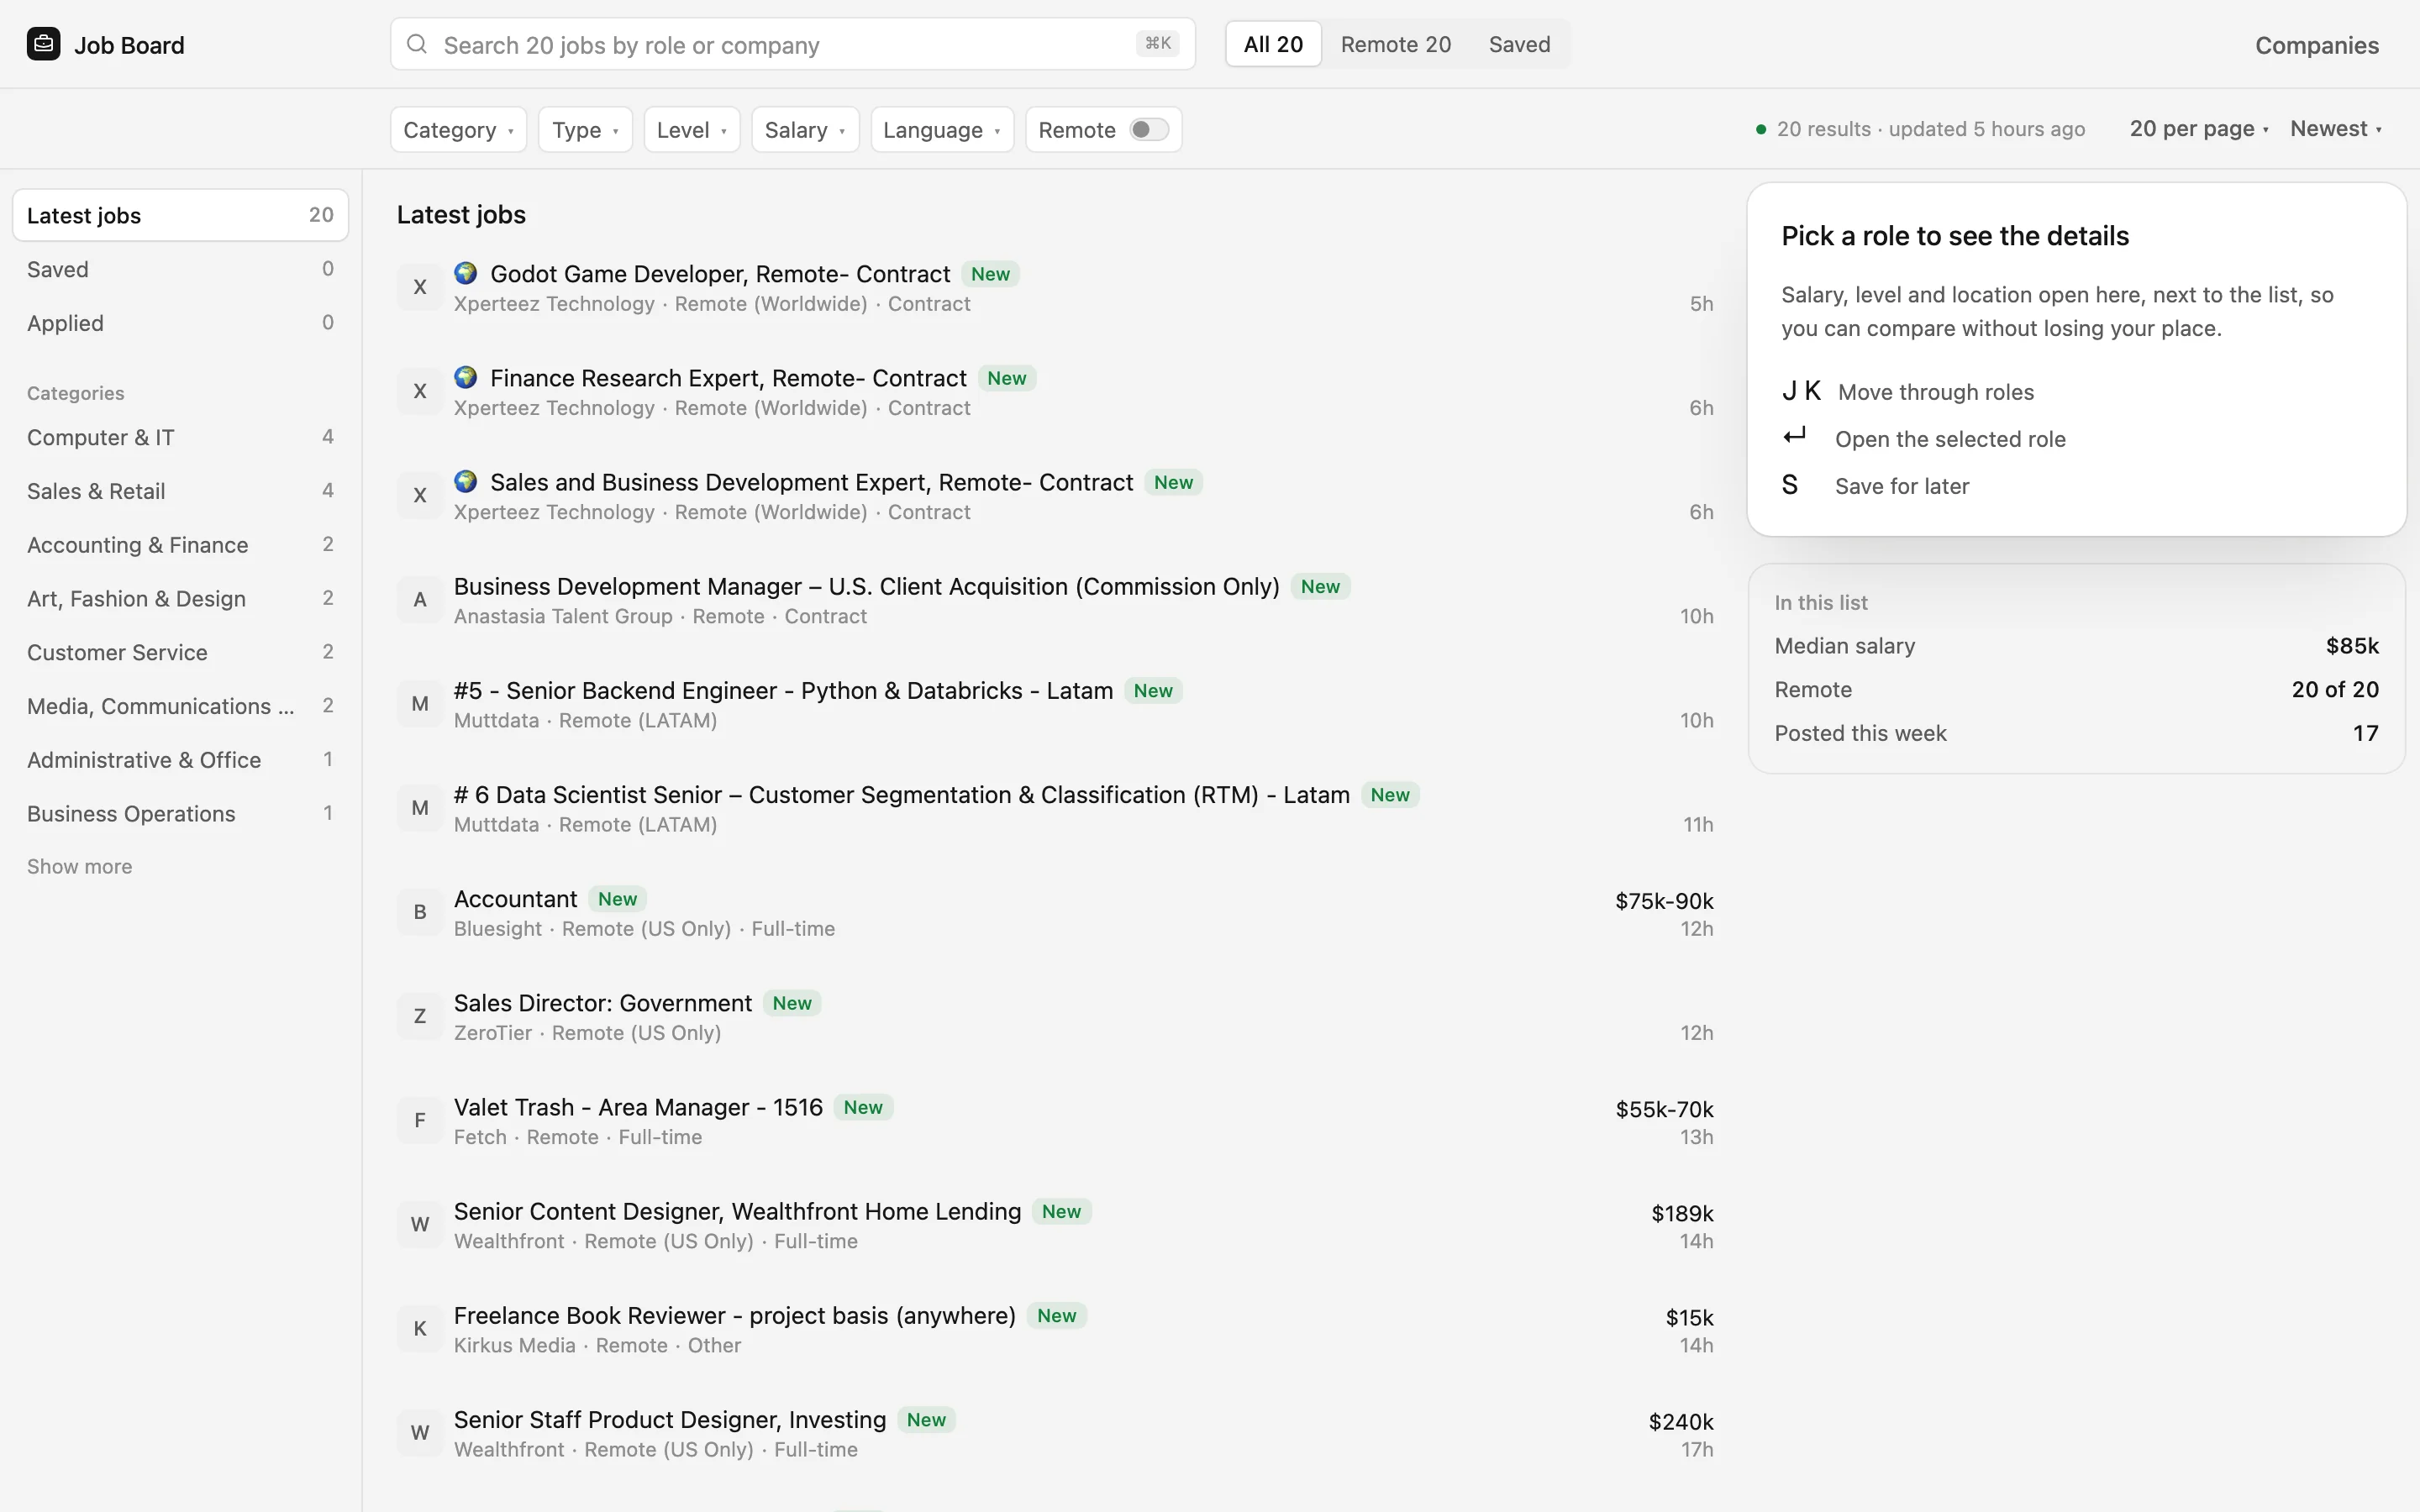 Job Board
Search 20 jobs by role or company
⌘K
All 20
Remote 20
Saved
Companies
Category
Type
Level
Salary
Language
Remote
20 results · updated 5 hours ago
20 per page
Newest
Latest jobs 20
Saved 0
Applied 0
Categories
Computer & IT 4
Sales & Retail 4
Accounting & Finance 2
Art, Fashion & Design 2
Customer Service 2
Media, Communications ... 2
Administrative & Office 1
Business Operations 1
Show more
Latest jobs
X
Godot Game Developer, Remote- Contract New
Xperteez Technology · Remote (Worldwide) · Contract
5h
X
Finance Research Expert, Remote- Contract New
Xperteez Technology · Remote (Worldwide) · Contract
6h
X
Sales and Business Development Expert, Remote- Contract New
Xperteez Technology · Remote (Worldwide) · Contract
6h
A
Business Development Manager – U.S. Client Acquisition (Commission Only) New
Anastasia Talent Group · Remote · Contract
10h
M
#5 - Senior Backend Engineer - Python & Databricks - Latam New
Muttdata · Remote (LATAM)
10h
M
# 6 Data Scientist Senior – Customer Segmentation & Classification (RTM) - Latam New
Muttdata · Remote (LATAM)
11h
B
Accountant New
$75k-90k
Bluesight · Remote (US Only) · Full-time
12h
Z
Sales Director: Government New
ZeroTier · Remote (US Only)
12h
F
Valet Trash - Area Manager - 1516 New
$55k-70k
Fetch · Remote · Full-time
13h
W
Senior Content Designer, Wealthfront Home Lending New
$189k
Wealthfront · Remote (US Only) · Full-time
14h
K
Freelance Book Reviewer - project basis (anywhere) New
$15k
Kirkus Media · Remote · Other
14h
W
Senior Staff Product Designer, Investing New
$240k
Wealthfront · Remote (US Only) · Full-time
17h
Pick a role to see the details
Salary, level and location open here, next to the list, so
you can compare without losing your place.
J K Move through roles
↵ Open the selected role
S Save for later
In this list
Median salary $85k
Remote 20 of 20
Posted this week 17